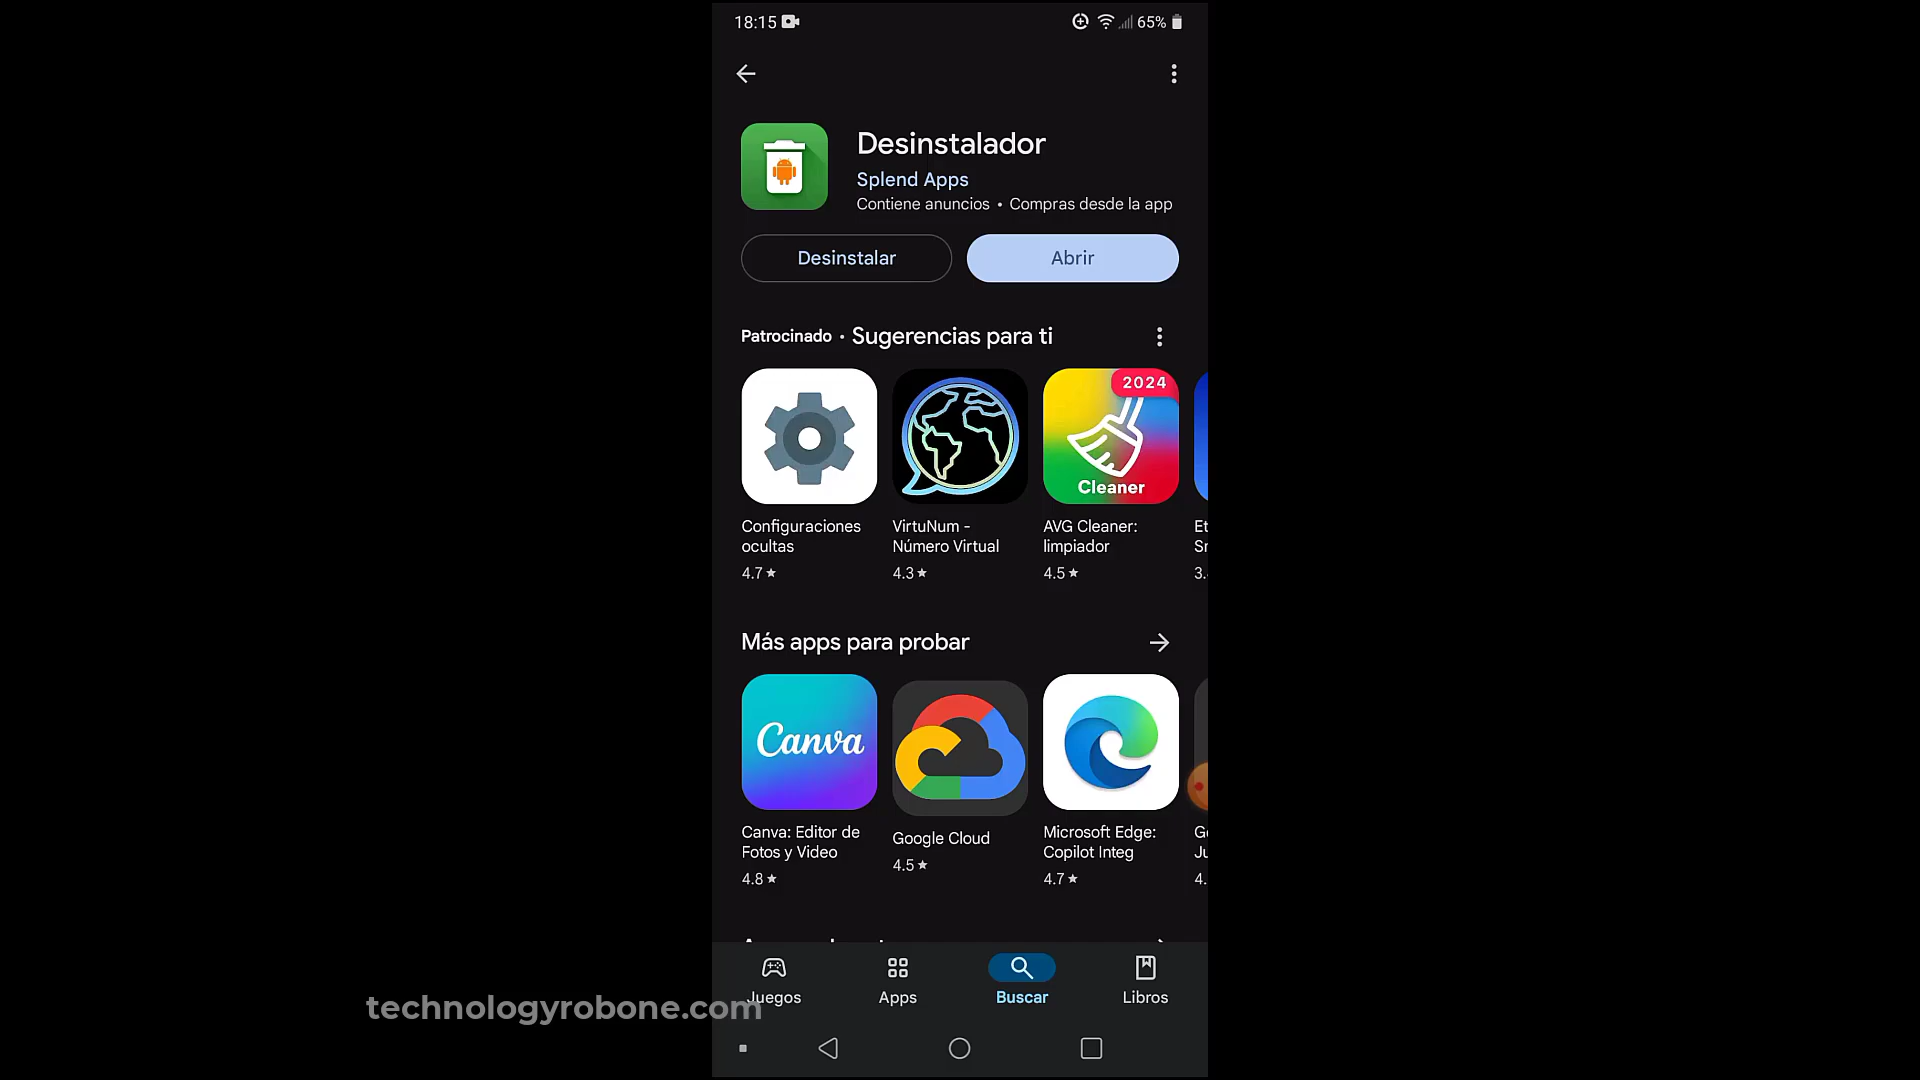 18:15
65%
Desinstalador
Splend Apps
Contiene anuncios • Compras desde la app
Desinstalar
Abrir
Patrocinado • Sugerencias para ti
2024
Cleaner
Configuraciones
ocultas
4.7★
VirtuNum -
Número Virtual
4.3★
AVG Cleaner:
limpiador
4.5★
Et
3.
Más apps para probar
Canva
Canva: Editor de
Fotos y Video
4.8★
Google Cloud
4.5★
Microsoft Edge:
Copilot Integ
4.7★
4.
Juegos
Apps
Buscar
Libros
technologyrobone.com